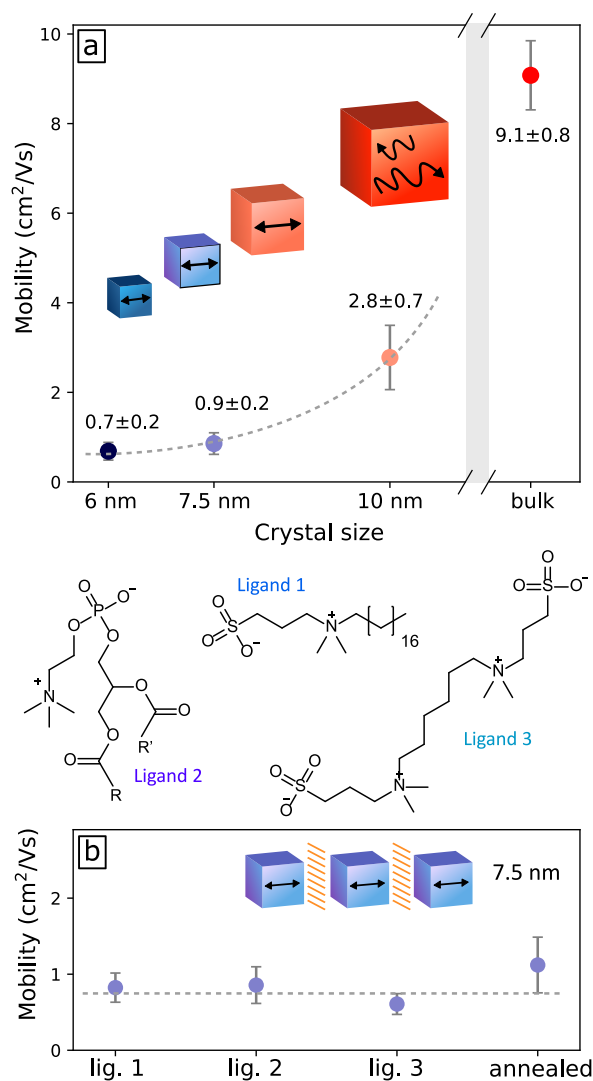 a
10
8
6
4
2
0
Mobility (cm²/Vs)
9.1±0.8
2.8±0.7
0.7±0.2
0.9±0.2
6 nm
7.5 nm
10 nm
bulk
Crystal size
Ligand 1
O
O
S
O⁻
N⁺
16
Ligand 2
O
O
P
O⁻
O
N⁺
O
O
O
O
R'
R
Ligand 3
O
S
O⁻
O
N⁺
N⁺
O
O
S
O⁻
b
7.5 nm
2
1
0
Mobility (cm²/Vs)
lig. 1
lig. 2
lig. 3
annealed